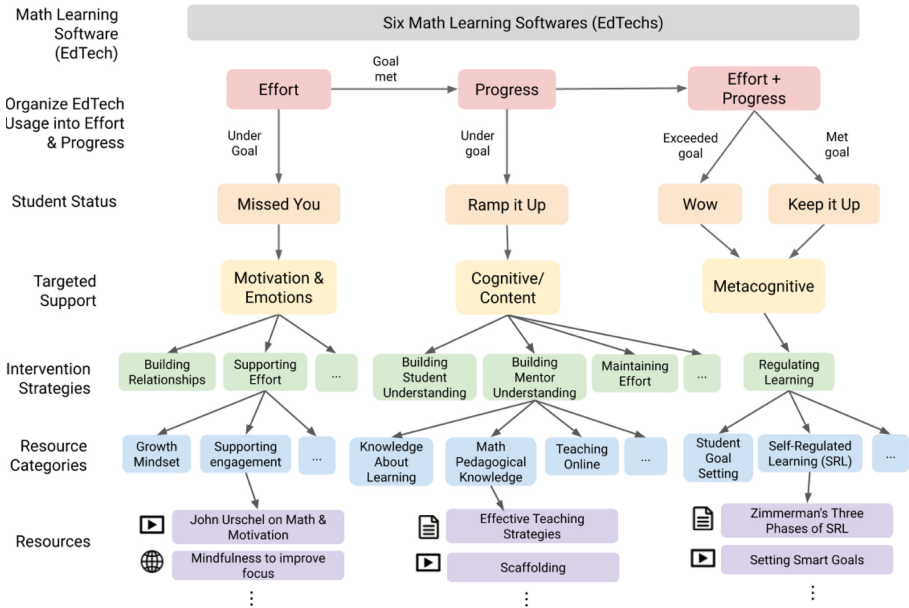 Math Learning
Software
(EdTech)
Six Math Learning Softwares (EdTechs)
Organize EdTech
Usage into Effort
& Progress
Effort
Goal
met
Progress
Effort +
Progress
Under
Goal
Under
goal
Exceeded
goal
Met
goal
Student Status
Missed You
Ramp it Up
Wow
Keep it Up
Targeted
Support
Motivation &
Emotions
Cognitive/
Content
Metacognitive
Intervention
Strategies
Building
Relationships
Supporting
Effort
...
Building
Student
Understanding
Building
Mentor
Understanding
Maintaining
Effort
...
Regulating
Learning
Resource
Categories
Growth
Mindset
Supporting
engagement
...
Knowledge
About
Learning
Math
Pedagogical
Knowledge
Teaching
Online
...
Student
Goal
Setting
Self-Regulated
Learning (SRL)
...
Resources
John Urschel on Math &
Motivation
Mindfulness to improve
focus
Effective Teaching
Strategies
Scaffolding
Zimmerman's Three
Phases of SRL
Setting Smart Goals